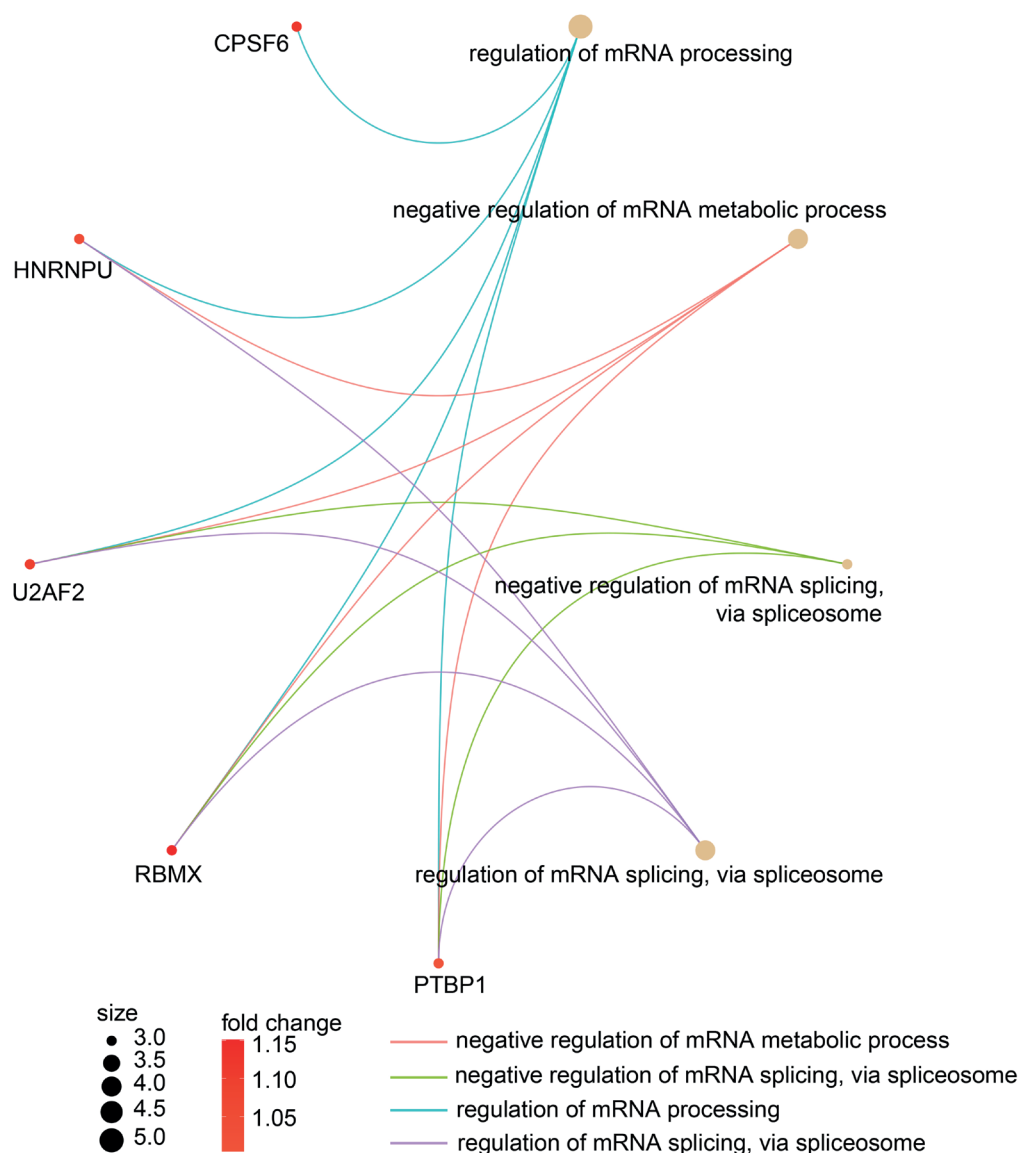 CPSF6
regulation of mRNA processing
negative regulation of mRNA metabolic process
HNRNPU
U2AF2
negative regulation of mRNA splicing,
via spliceosome
RBMX
regulation of mRNA splicing, via spliceosome
PTBP1
size
3.0
3.5
4.0
4.5
5.0
fold change
1.15
1.10
1.05
negative regulation of mRNA metabolic process
negative regulation of mRNA splicing, via spliceosome
regulation of mRNA processing
regulation of mRNA splicing, via spliceosome